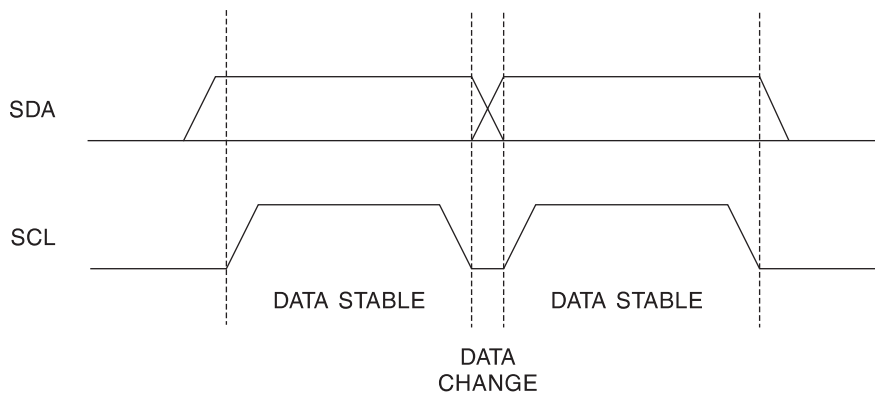 SDA
SCL
DATA STABLE
DATA STABLE
DATA
CHANGE